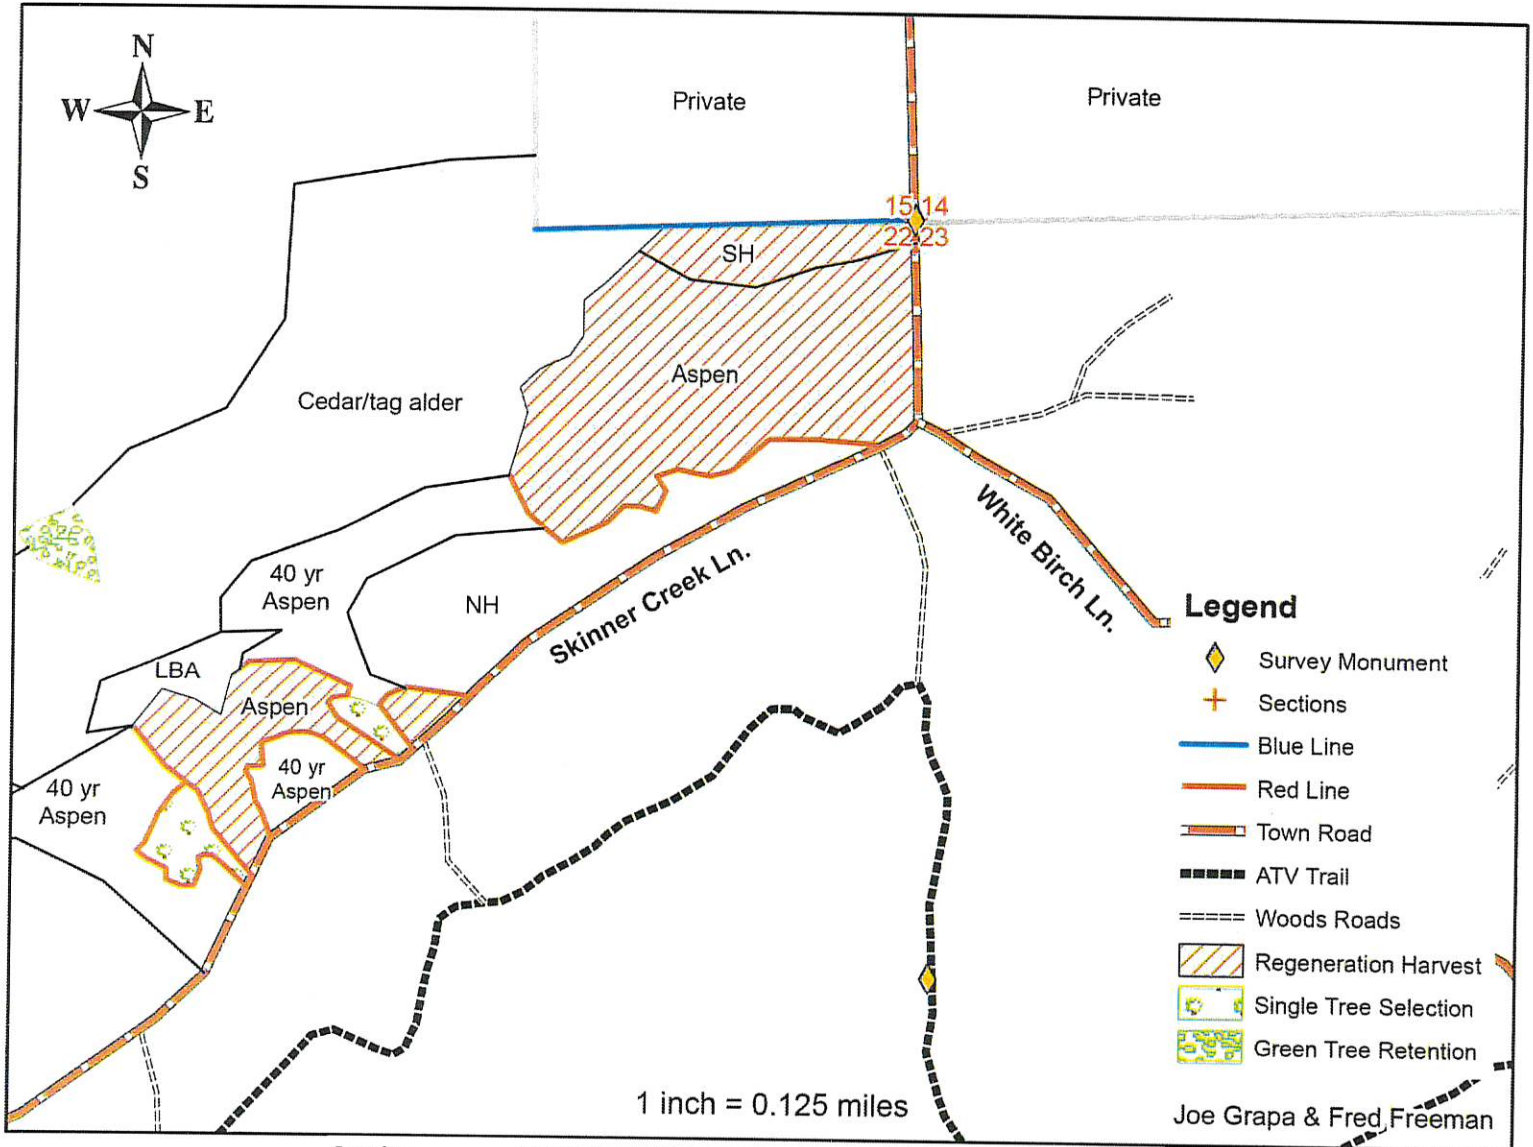 N
W E
S
Private
Private
15 14
22 23
SH
Aspen
Cedar/tag alder
White Birch Ln.
Skinner Creek Ln.
40 yr
Aspen
NH
LBA
Aspen
40 yr
Aspen
40 yr
Aspen
Legend
Survey Monument
Sections
Blue Line
Red Line
Town Road
ATV Trail
Woods Roads
Regeneration Harvest
Single Tree Selection
Green Tree Retention
1 inch = 0.125 miles
Joe Grapa & Fred Freeman